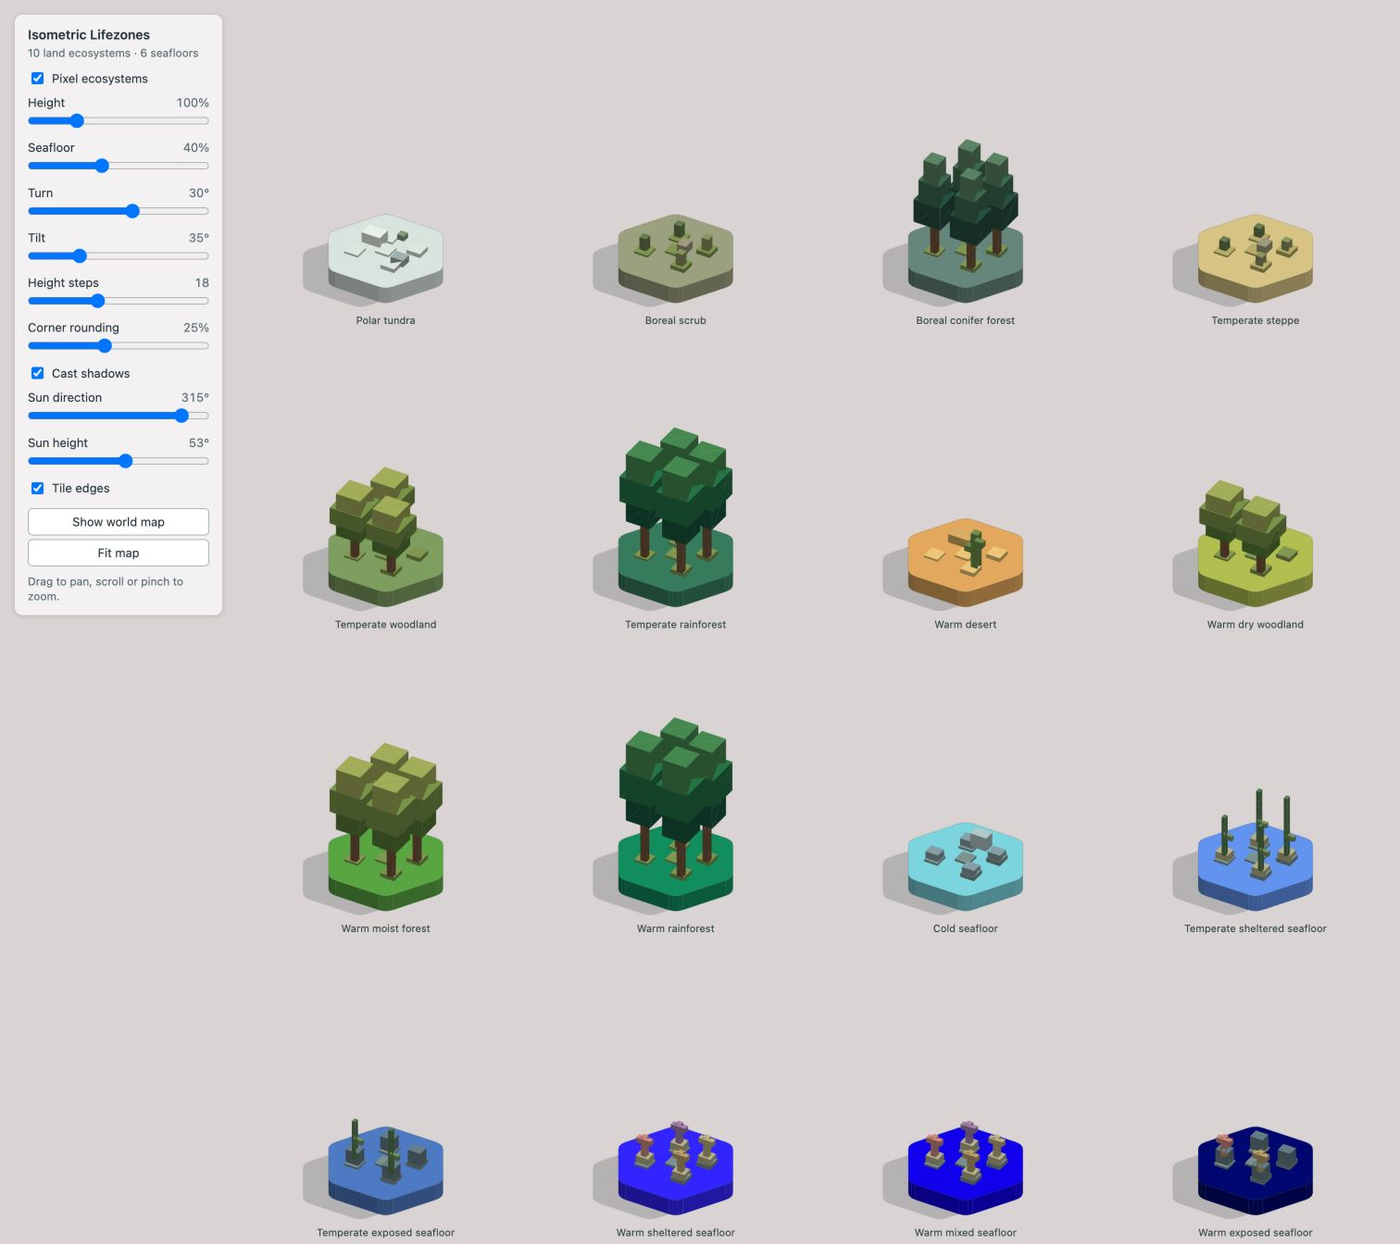 Isometric Lifezones
10 land ecosystems · 6 seafloors
Pixel ecosystems
Height 100%
Seafloor 40%
Turn 30°
Tilt 35°
Height steps 18
Corner rounding 25%
Cast shadows
Sun direction 315°
Sun height 53°
Tile edges
Show world map
Fit map
Drag to pan, scroll or pinch to
zoom.
Polar tundra
Boreal scrub
Boreal conifer forest
Temperate steppe
Temperate woodland
Temperate rainforest
Warm desert
Warm dry woodland
Warm moist forest
Warm rainforest
Cold seafloor
Temperate sheltered seafloor
Temperate exposed seafloor
Warm sheltered seafloor
Warm mixed seafloor
Warm exposed seafloor